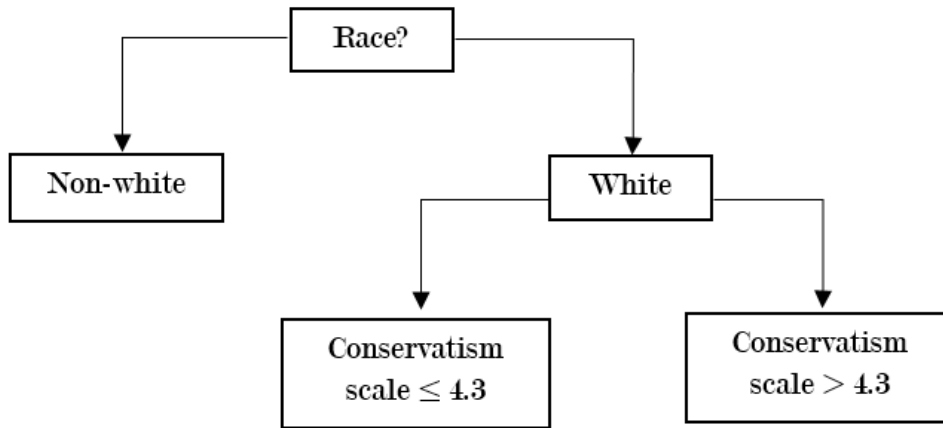 Race?
Non-white
White
Conservatism
scale ≤ 4.3
Conservatism
scale > 4.3